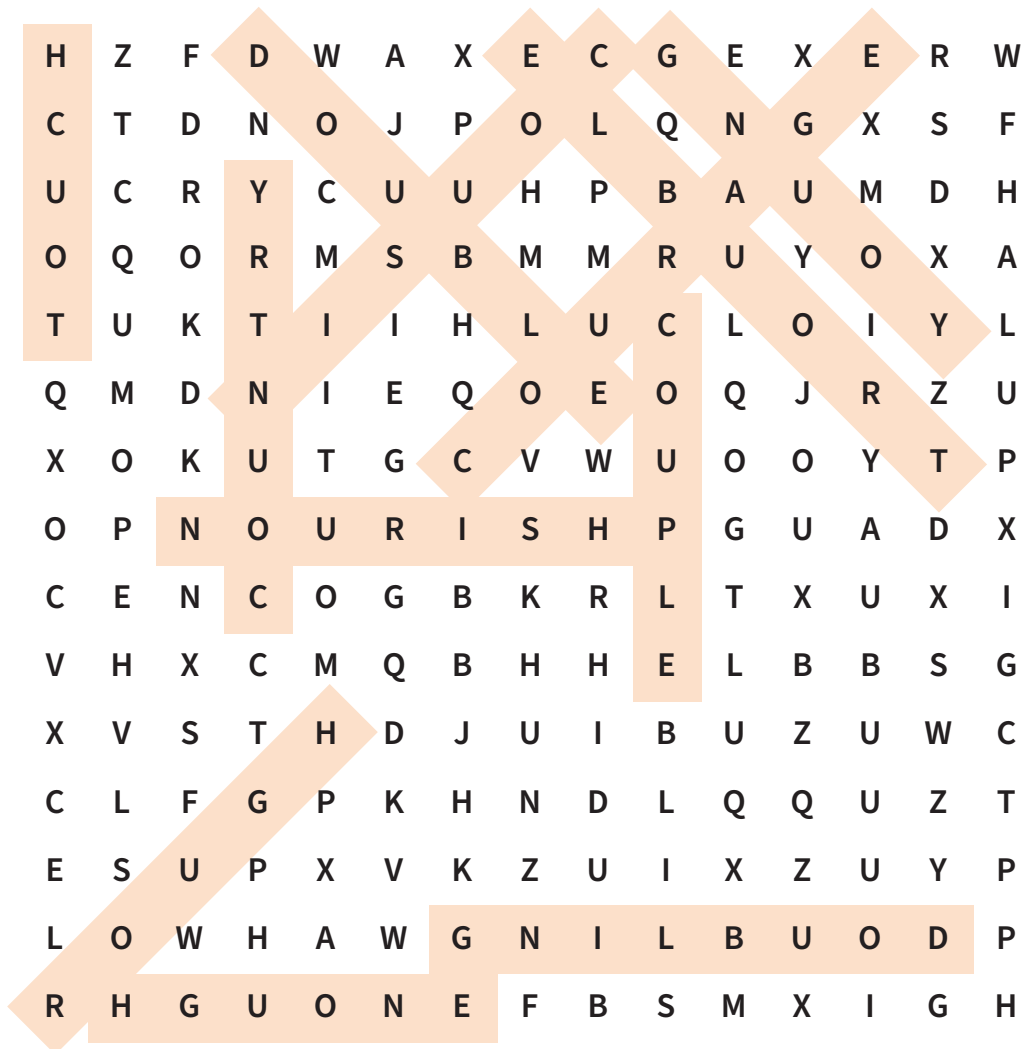 H Z F D W A X E C G E X E R W
C T D N O J P O L Q N G X S F
U C R Y C U U H P B A U M D H
O Q O R M S B M M R U Y O X A
T U K T I I H L U C L O I Y L
Q M D N I E Q O E O Q J R Z U
X O K U T G C V W U O O Y T P
O P N O U R I S H P G U A D X
C E N C O G B K R L T X U X I
V H X C M Q B H H E L B B S G
X V S T H D J U I B U Z U W C
C L F G P K H N D L Q Q U Z T
E S U P X V K Z U I X Z U Y P
L O W H A W G N I L B U O D P
R H G U O N E F B S M X I G H